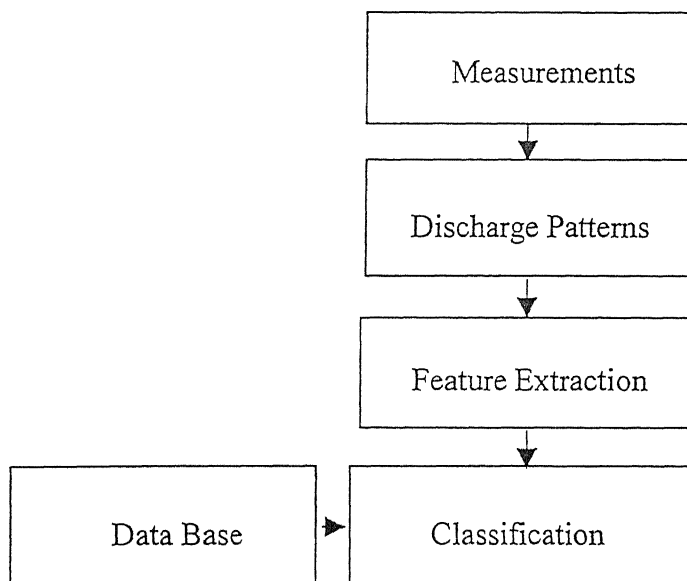 Measurements
Discharge Patterns
Feature Extraction
Data Base
Classification